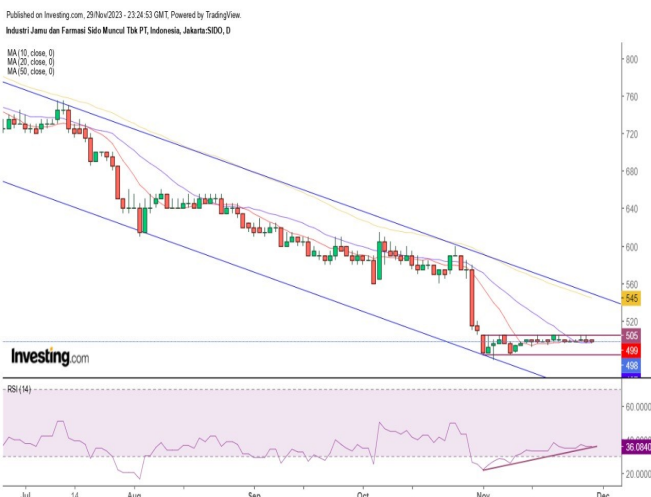 Published on Investing.com, 29/Nov/2023 - 23:24:53 GMT, Powered by TradingView.
Industri Jamu dan Farmasi Sido Muncul Tbk PT, Indonesia, Jakarta:SIDO, D
MA (10, close, 0)
MA (20, close, 0)
MA (50, close, 0)
800
760
720
680
640
600
560
545
520
505
499
498
Investing.com
RSI (14)
60.0000
36.0840
20.0000
Jul 14 Aug Sep Oct Nov Dec